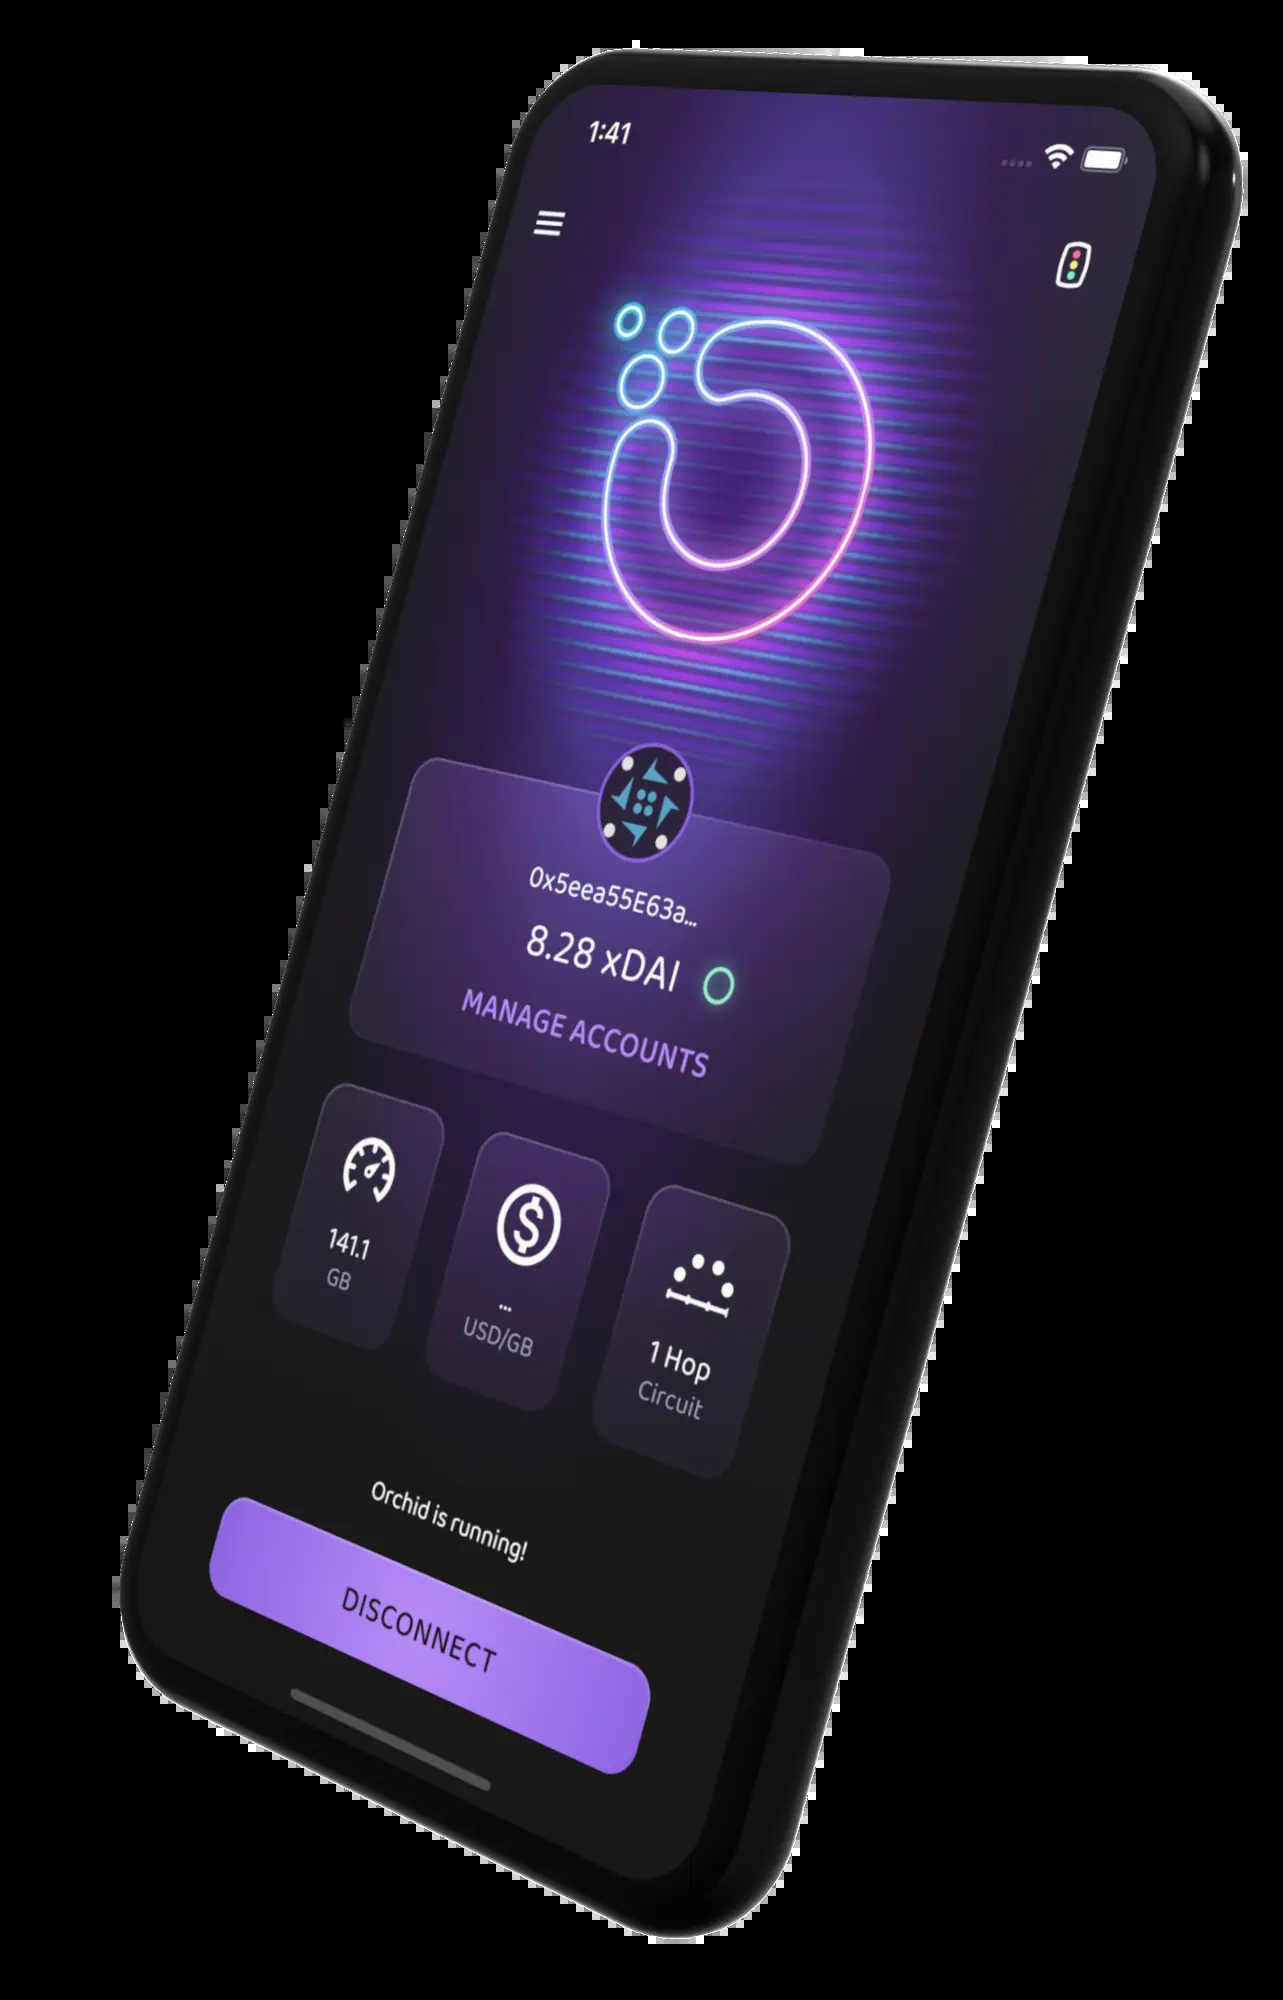 1:41
0x5eea55E63a...
8.28 xDAI
MANAGE ACCOUNTS
141.1
GB
...
USD/GB
1 Hop
Circuit
Orchid is running!
DISCONNECT